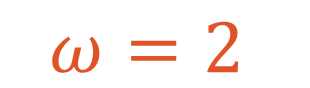 ω = 2